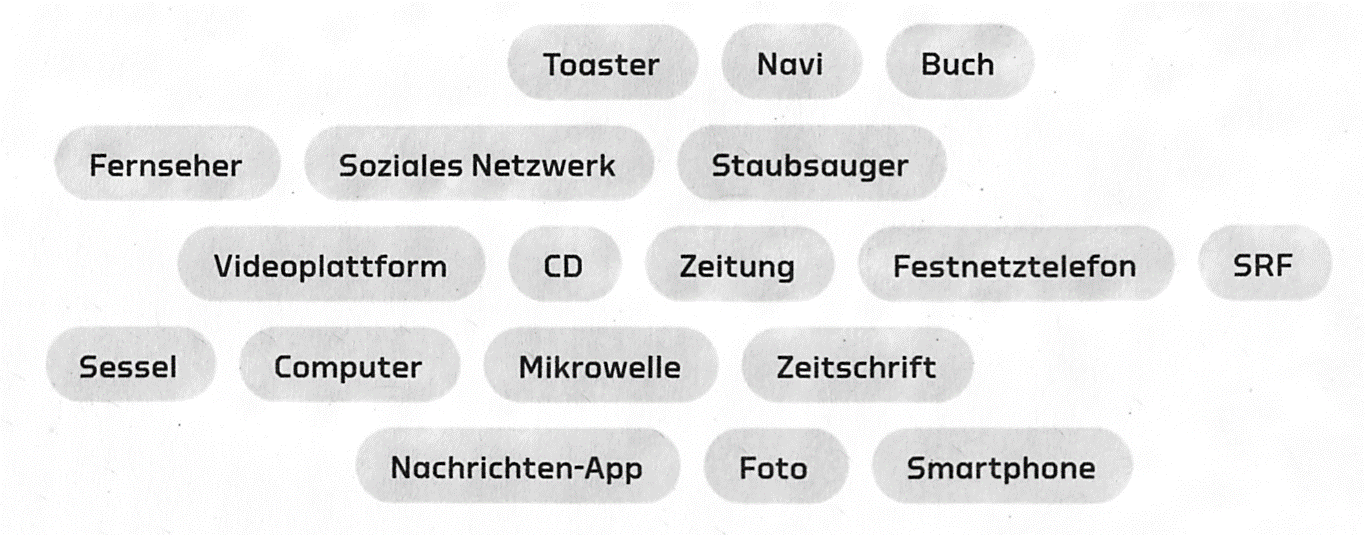 Toaster Navi Buch
Fernseher Soziales Netzwerk Staubsauger
Videoplattform CD Zeitung Festnetztelefon SRF
Sessel Computer Mikrowelle Zeitschrift
Nachrichten-App Foto Smartphone